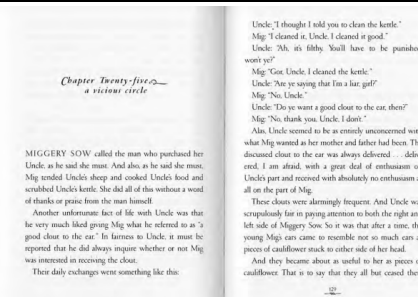 Chapter Twenty-five
a vicious circle
MIGGERY SOW called the man who purchased her
Uncle, as he said she must. And also, as he said she must,
Mig tended Uncle's sheep and cooked Uncle's food and
scrubbed Uncle's kettle. She did all of this without a word
of thanks or praise from the man himself.
Another unfortunate fact of life with Uncle was that
he very much liked giving Mig what he referred to as "a
good clout to the ear." In fairness to Uncle, it must be
reported that he did always inquire whether or not Mig
was interested in receiving the clout.
Their daily exchanges went something like this:
Uncle: "I thought I told you to clean the kettle."
Mig: "I cleaned it, Uncle. I cleaned it good."
Uncle: "Ah, it's filthy. You'll have to be punished
won't ye?"
Mig: "Gor, Uncle, I cleaned the kettle."
Uncle: "Are ye saying that I'm a liar, girl?"
Mig: "No, Uncle."
Uncle: "Do ye want a good clout to the ear, then?"
Mig: "No, thank you, Uncle, I don't."
Alas, Uncle seemed to be as entirely unconcerned with
what Mig wanted as her mother and father had been. Th
discussed clout to the ear was always delivered . . . deliv
ered, I am afraid, with a great deal of enthusiasm o
Uncle's part and received with absolutely no enthusiasm a
all on the part of Mig.
These clouts were alarmingly frequent. And Uncle wa
scrupulously fair in paying attention to both the right an
left side of Miggery Sow. So it was that after a time, th
young Mig's ears came to resemble not so much ears a
pieces of cauliflower stuck to either side of her head.
And they became about as useful to her as pieces o
cauliflower. That is to say that they all but ceased thei
129